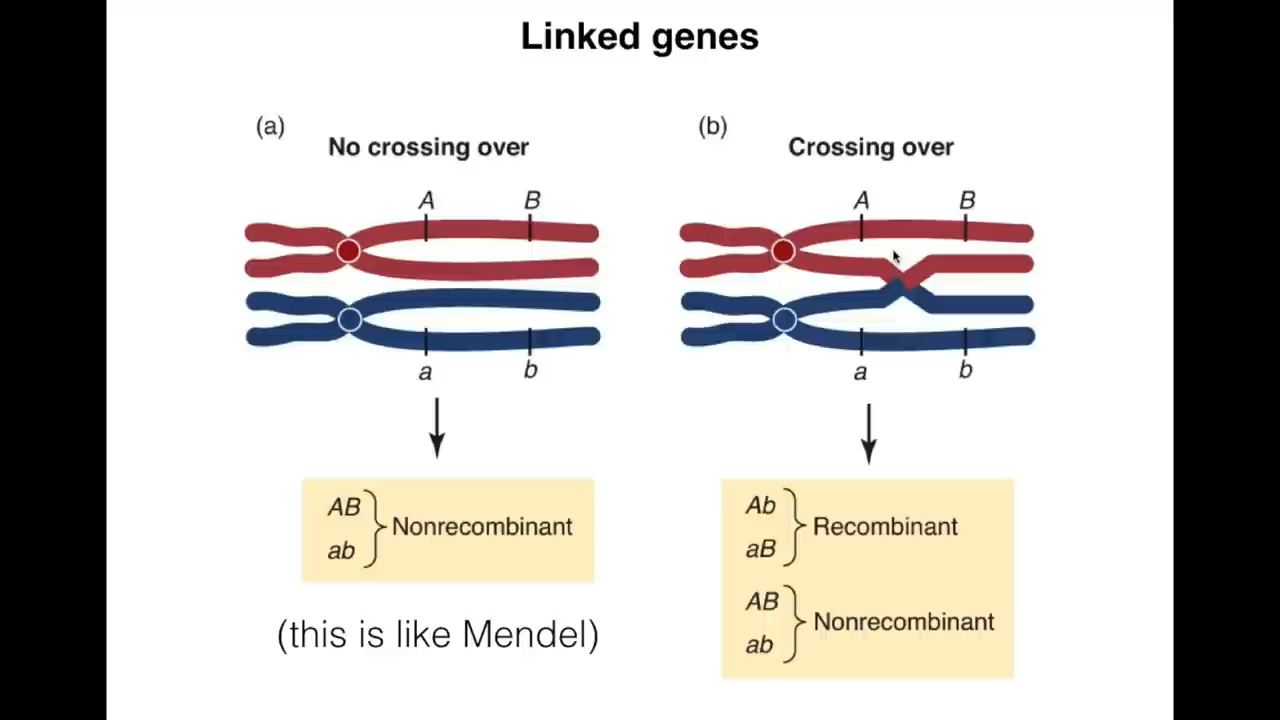 Linked genes
(a)
No crossing over
A B
a b
AB
ab
Nonrecombinant
(this is like Mendel)
(b)
Crossing over
A B
a b
Ab
aB
Recombinant
AB
ab
Nonrecombinant